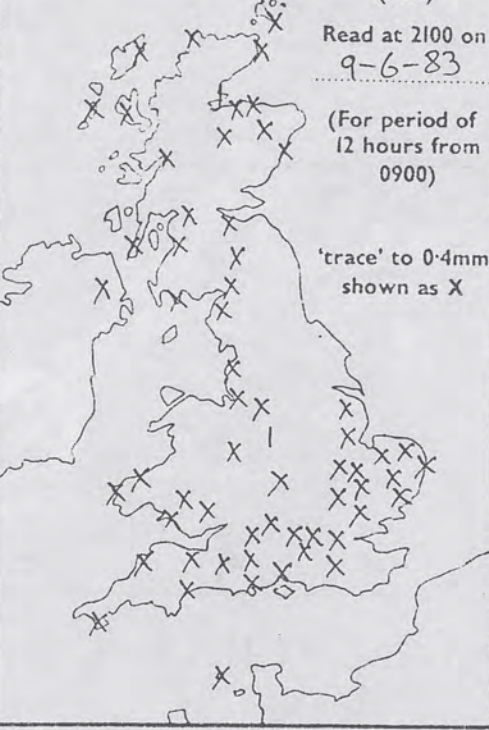 Read at 2100 on
9-6-83
(For period of
12 hours from
0900)
'trace' to 0·4mm
shown as X
1